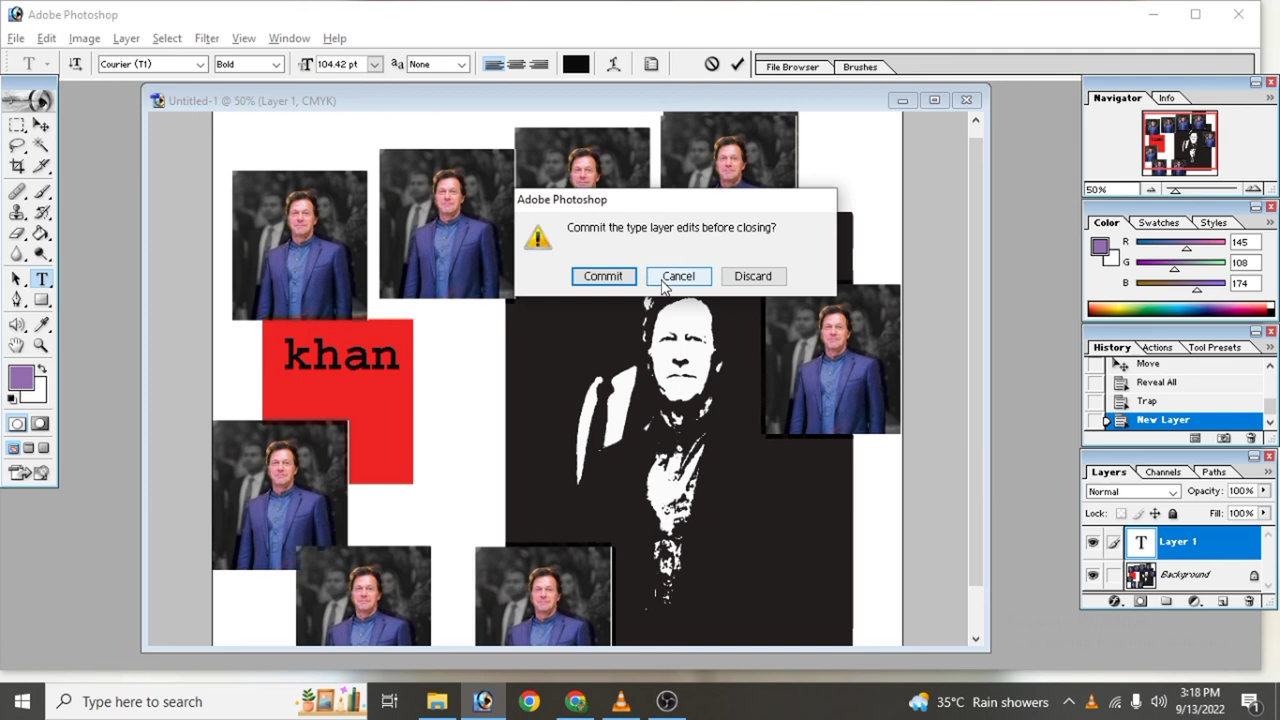 Adobe Photoshop
File Edit Image Layer Select Filter View Window Help
T T Courier (T1) Bold T 104.42 pt aa None File Browser Brushes
Untitled-1 @ 50% (Layer 1, CMYK)
Navigator Info
50%
Adobe Photoshop
Commit the type layer edits before closing?
Commit Cancel Discard
khan
Color Swatches Styles
R 145
G 108
B 174
History Actions Tool Presets
Move
Reveal All
Trap
New Layer
Layers Channels Paths
Normal Opacity: 100%
Lock: Fill: 100%
T Layer 1
Background
Type here to search
35°C Rain showers
3:18 PM
9/13/2022
1